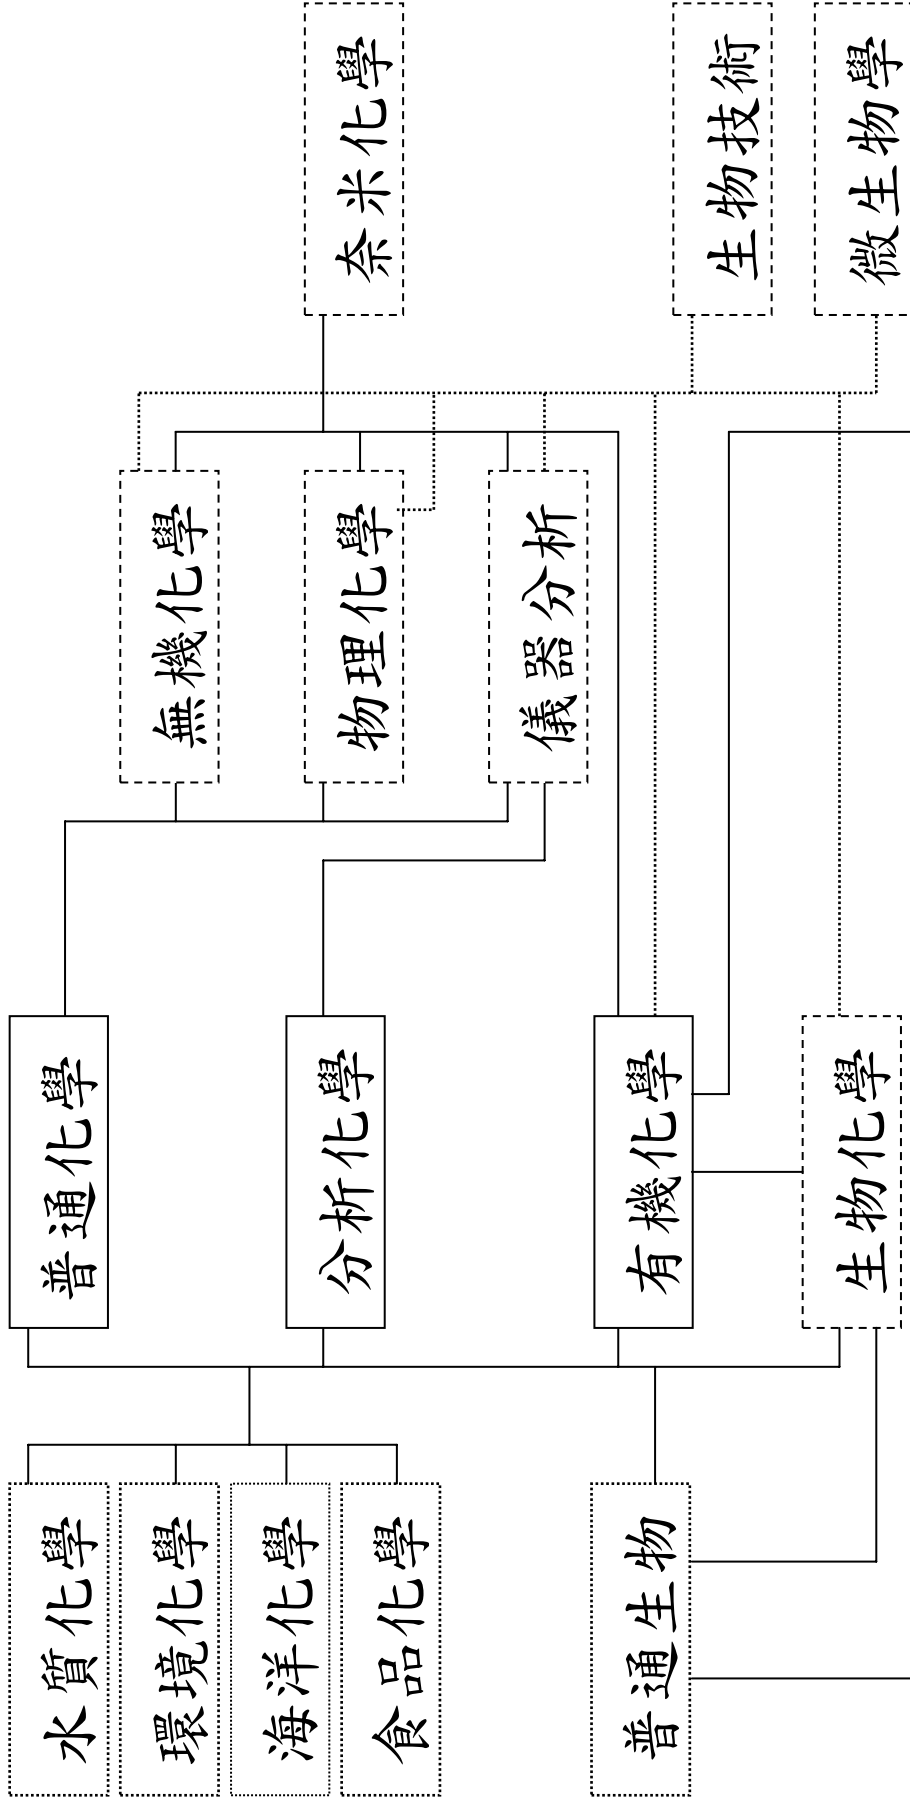 水質化學
環境化學
海洋化學
食品化學
普通生物
普通化學
分析化學
有機化學
生物化學
無機化學
物理化學
儀器分析
奈米化學
生物技術
微生物學